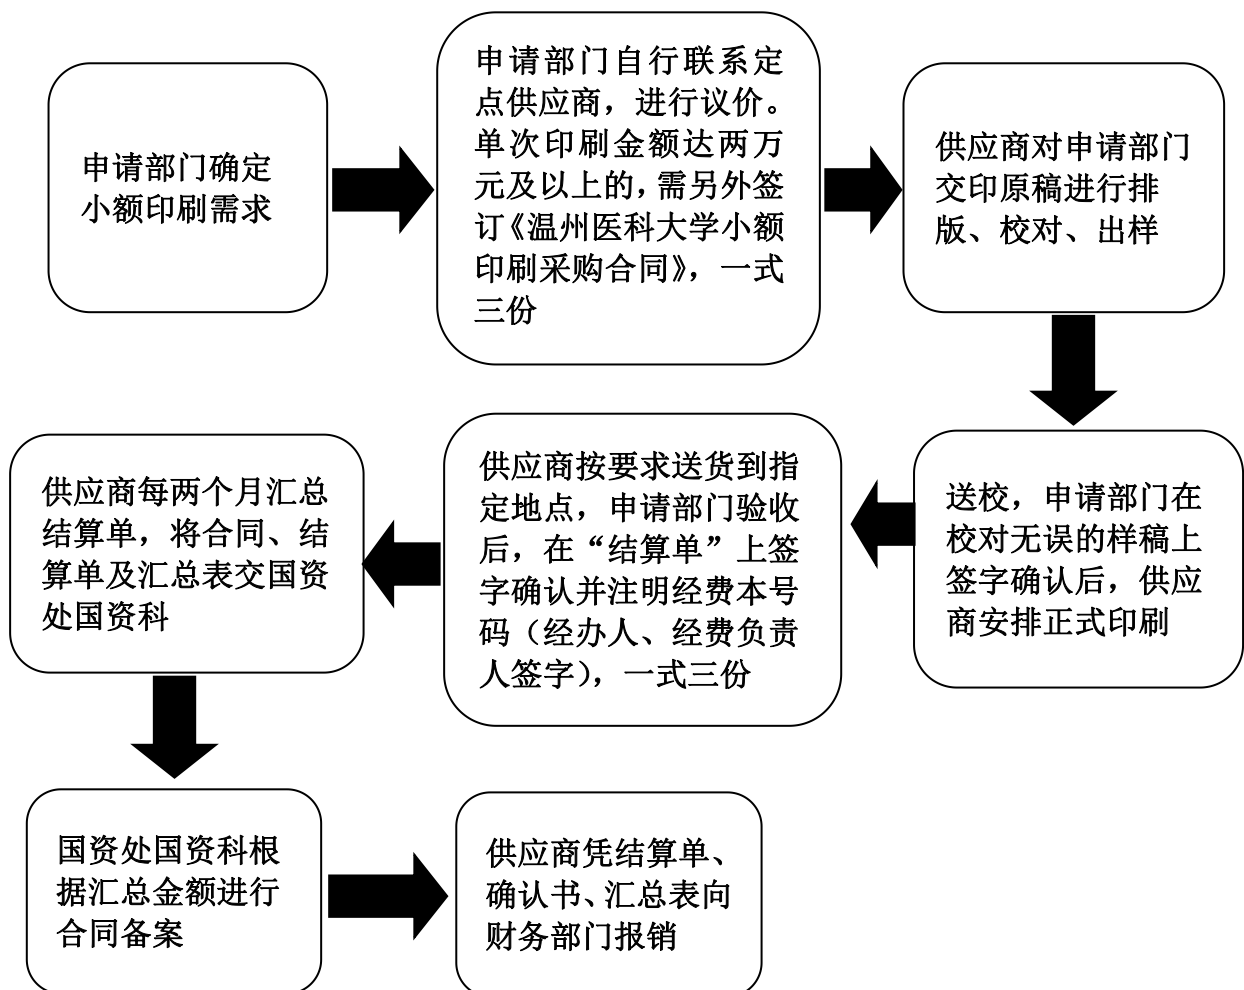 申请部门确定
小额印刷需求
申请部门自行联系定
点供应商，进行议价。
单次印刷金额达两万
元及以上的，需另外签
订《温州医科大学小额
印刷采购合同》，一式
三份
供应商对申请部门
交印原稿进行排
版、校对、出样
送校，申请部门在
校对无误的样稿上
签字确认后，供应
商安排正式印刷
供应商按要求送货到指
定地点，申请部门验收
后，在“结算单”上签
字确认并注明经费本号
码（经办人、经费负责
人签字），一式三份
供应商每两个月汇总
结算单，将合同、结
算单及汇总表交国资
处国资科
国资处国资科根
据汇总金额进行
合同备案
供应商凭结算单、
确认书、汇总表向
财务部门报销